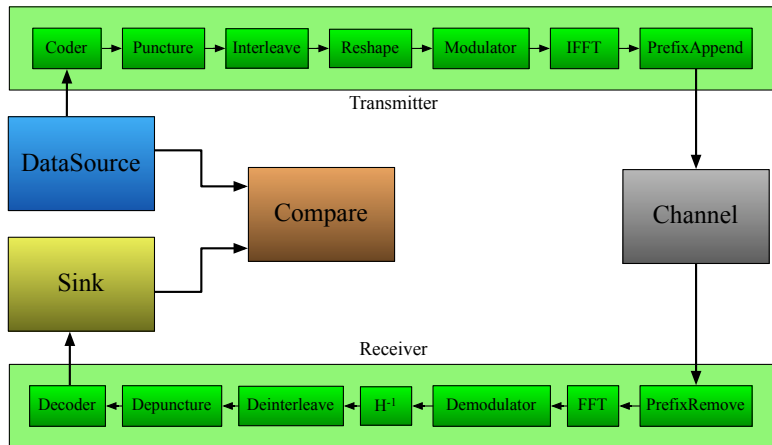 Coder
Puncture
Interleave
Reshape
Modulator
IFFT
PrefixAppend
Transmitter
DataSource
Compare
Channel
Sink
Receiver
Decoder
Depuncture
Deinterleave
H⁻¹
Demodulator
FFT
PrefixRemove